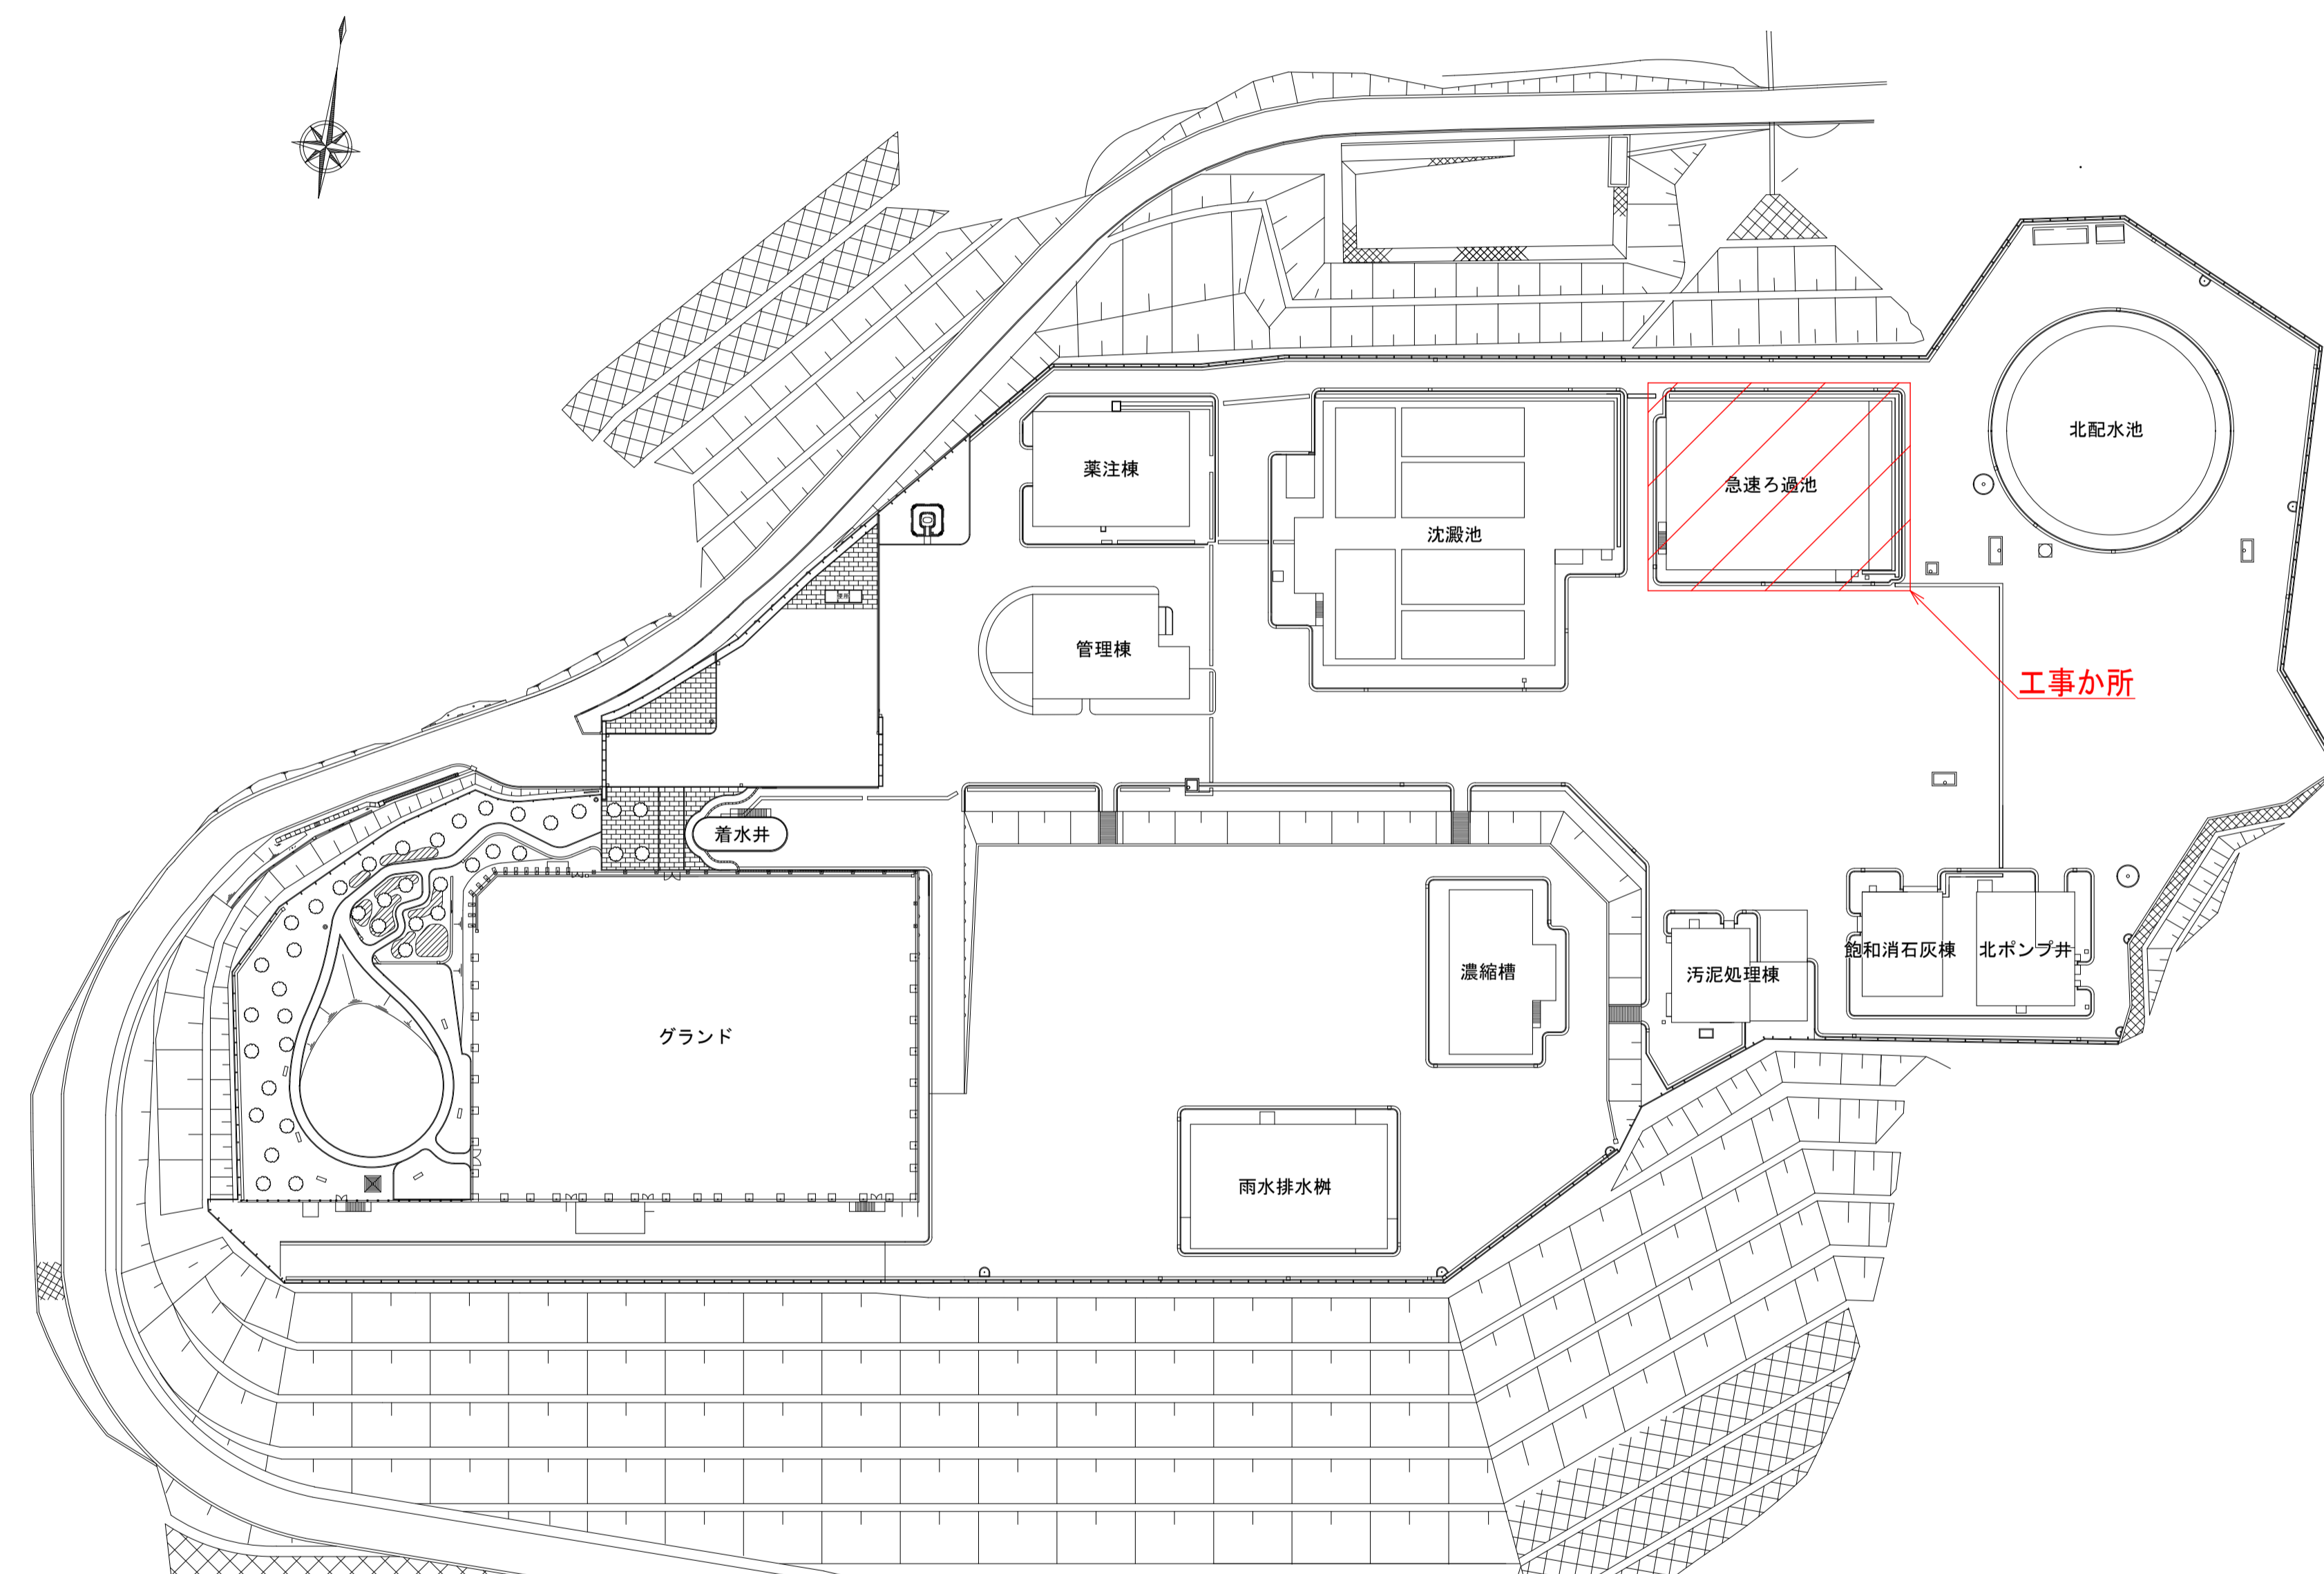 北配水池
薬注棟
急速ろ過池
沈澱池
管理棟
工事か所
着水井
飽和消石灰棟
北ポンプ井
濃縮槽
汚泥処理棟
グランド
雨水排水桝